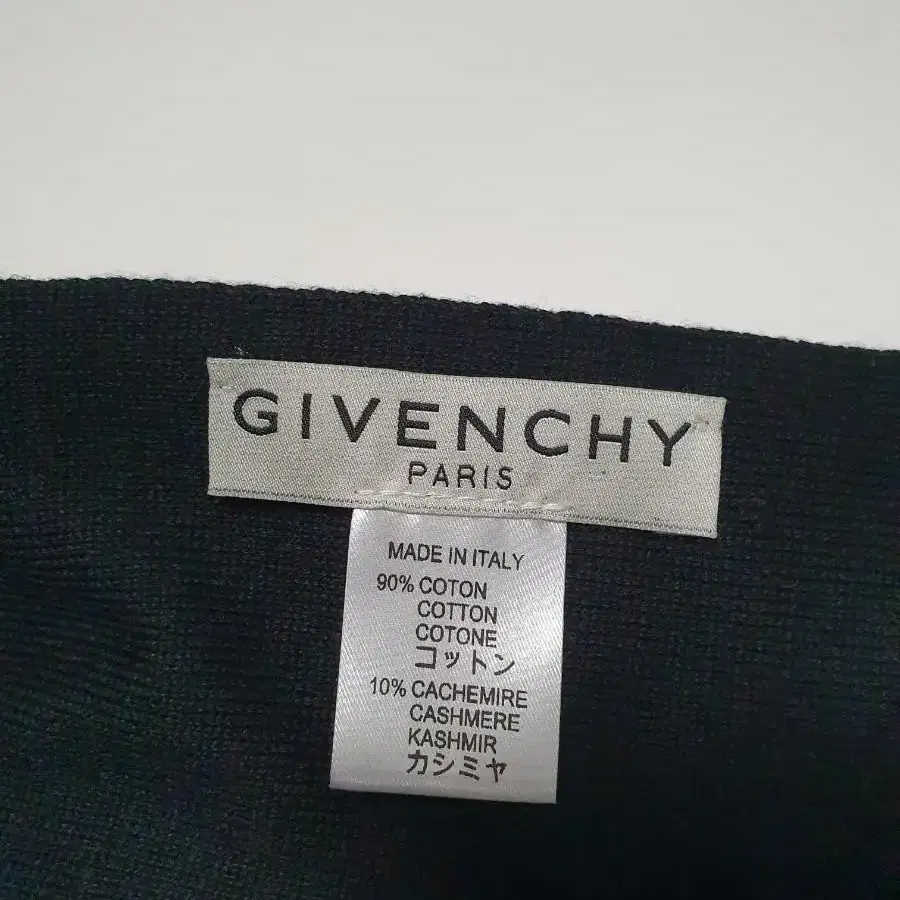 GIVENCHY
PARIS
MADE IN ITALY
90% COTON
COTTON
COTONE
コットン
10% CACHEMIRE
CASHMERE
KASHMIR
カシミヤ